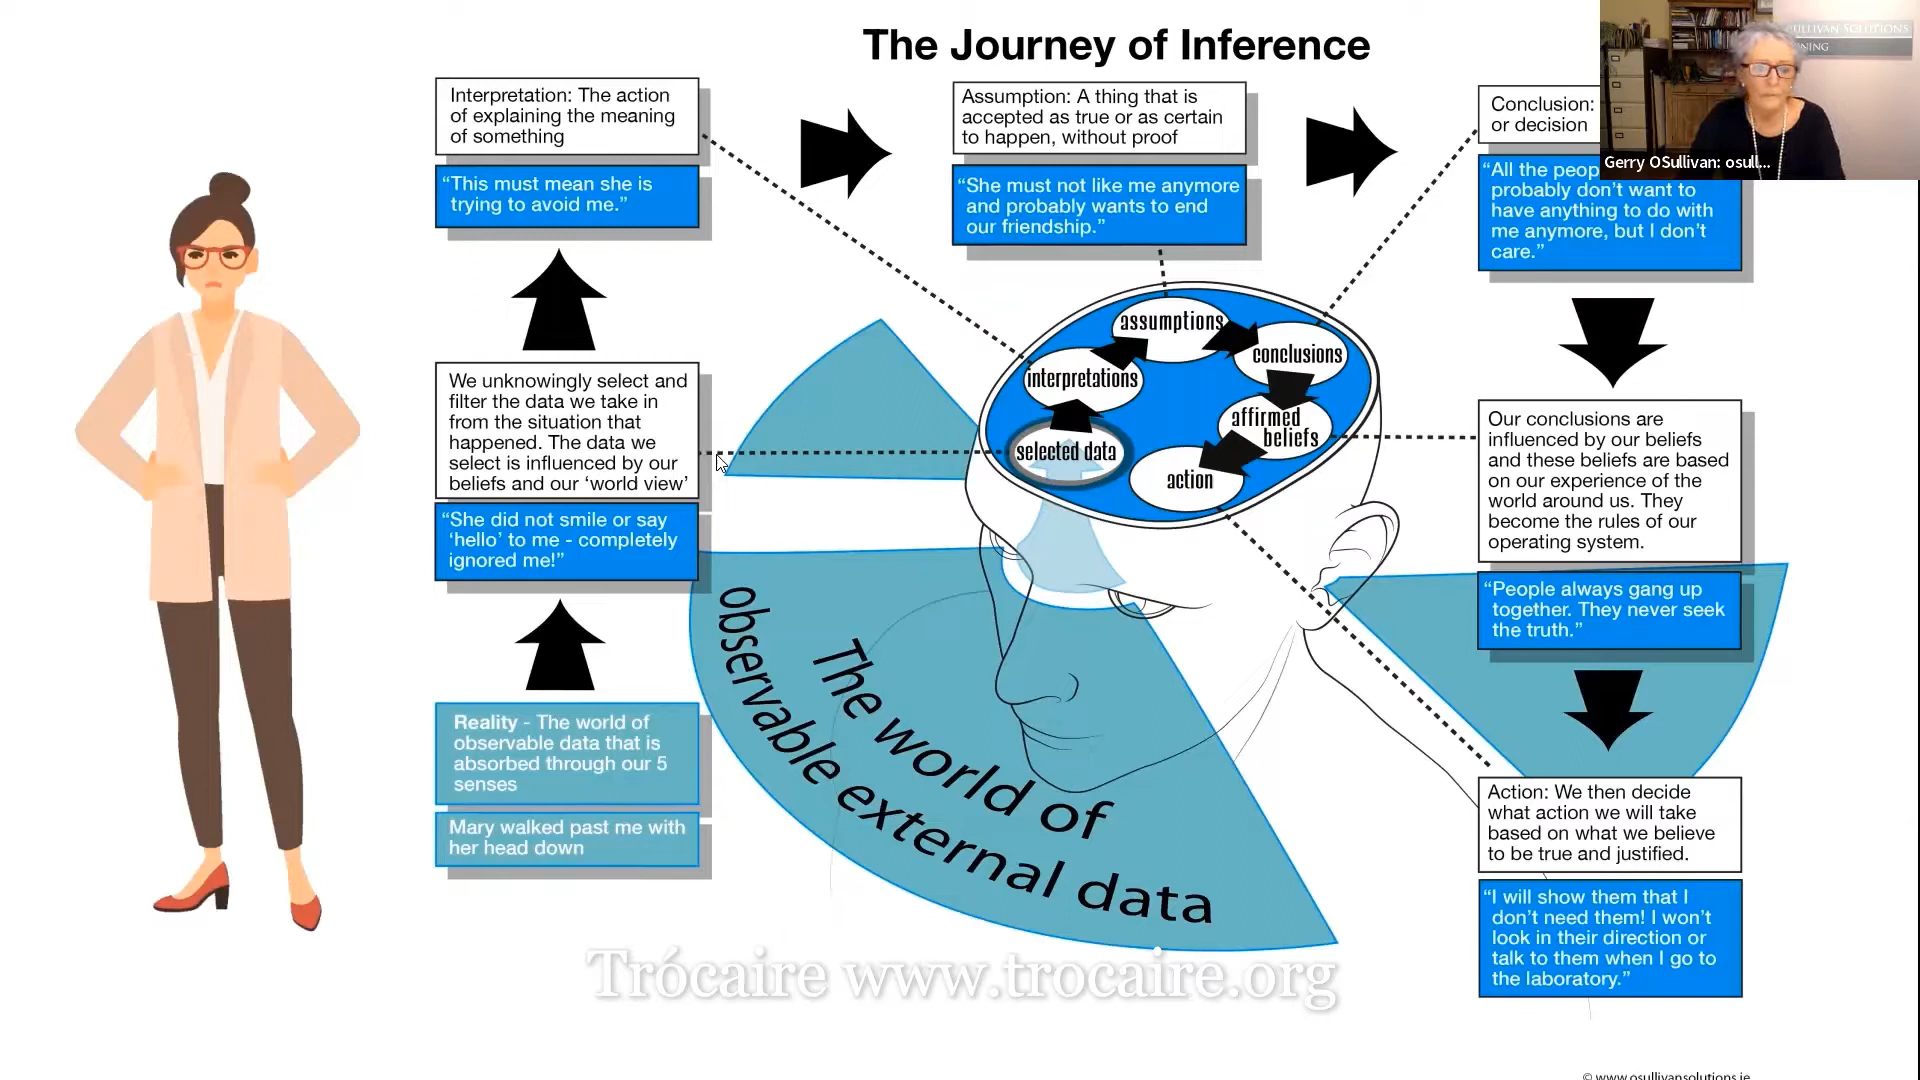 The Journey of Inference
Interpretation: The action
of explaining the meaning
of something
“This must mean she is
trying to avoid me.”
Assumption: A thing that is
accepted as true or as certain
to happen, without proof
“She must not like me anymore
and probably wants to end
our friendship.”
Conclusion:
or decision
“All the
probably don’t want to
have anything to do with
me anymore, but I don’t
care.”
SOLUTIONS
Gerry OSullivan: osull...
We unknowingly select and
filter the data we take in
from the situation that
happened. The data we
select is influenced by our
beliefs and our ‘world view’
“She did not smile or say
‘hello’ to me - completely
ignored me!”
Reality - The world of
observable data that is
absorbed through our 5
senses
Mary walked past me with
her head down
assumptions
conclusions
interpretations
affirmed
beliefs
selected data
action
The world of
observable external data
Our conclusions are
influenced by our beliefs
and these beliefs are based
on our experience of the
world around us. They
become the rules of our
operating system.
“People always gang up
together. They never seek
the truth.”
Action: We then decide
what action we will take
based on what we believe
to be true and justified.
“I will show them that I
don’t need them! I won’t
look in their direction or
talk to them when I go to
the laboratory.”
Trócaire www.trocaire.org
© www.osullivansolutions.ie